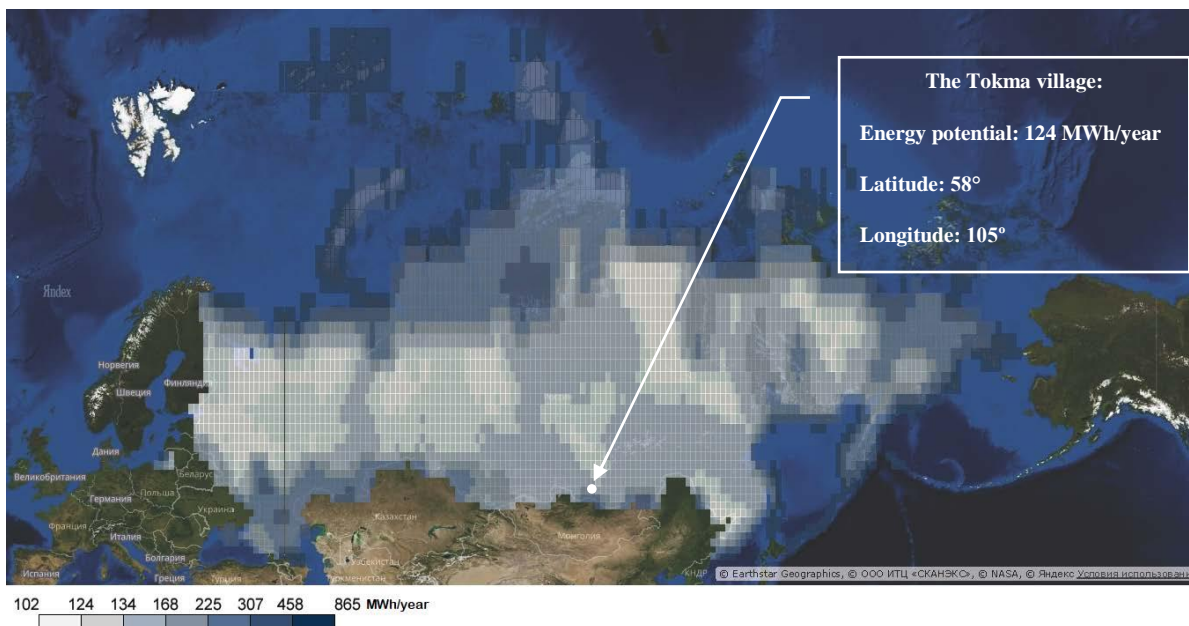 The Tokma village:
Energy potential: 124 MWh/year
Latitude: 58°
Longitude: 105º
Яndex
Норвегия
Швеция
Финлянд
Дания
Великобритания
Беларус
Польша
Германия
Украина
Франция
Казахстан
Италия
Монголия
Болгария
Узбекистан
Испания
Греция
Турция
Туркменистан
КНДР
© Earthstar Geographics, © ООО ИТЦ «СКАНЭКС», © NASA, © Яндекс Условия использован
102 124 134 168 225 307 458 865 MWh/year